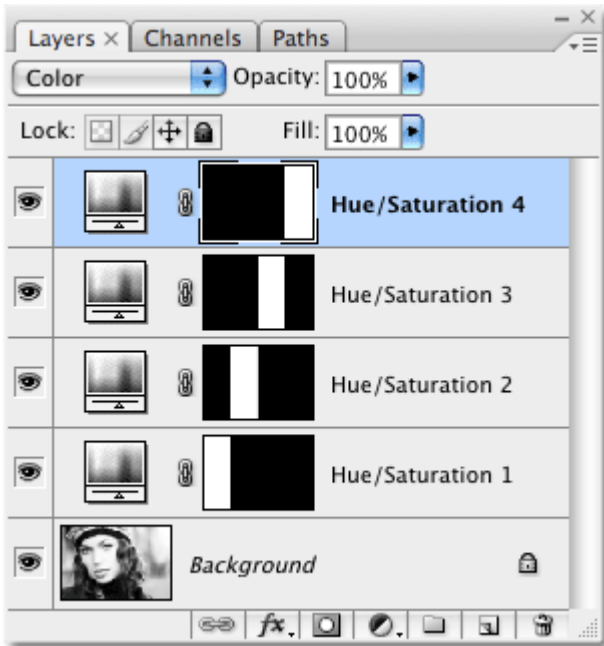 Layers × Channels Paths
Color Opacity: 100%
Lock: Fill: 100%
Hue/Saturation 4
Hue/Saturation 3
Hue/Saturation 2
Hue/Saturation 1
Background
fx.